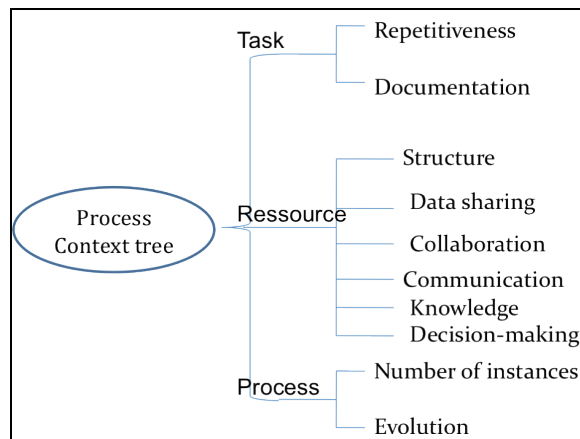 Task
Repetitiveness
Documentation
Process
Context tree
Ressource
Structure
Data sharing
Collaboration
Communication
Knowledge
Decision-making
Process
Number of instances
Evolution